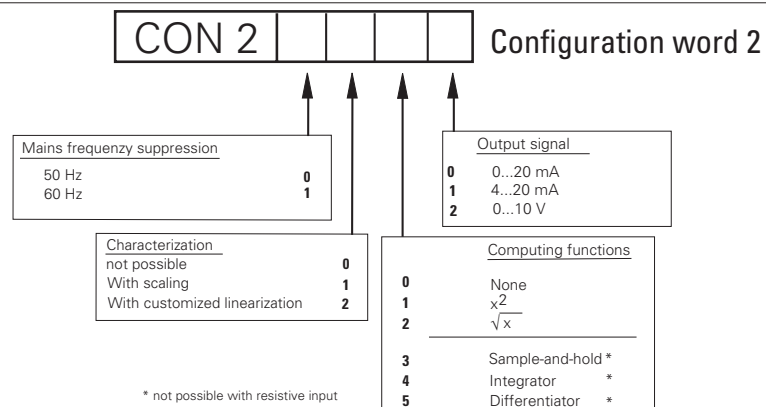 CON 2 Configuration word 2
Mains frequenzy suppression
50 Hz 0
60 Hz 1
Output signal
0 0...20 mA
1 4...20 mA
2 0...10 V
Characterization
not possible 0
With scaling 1
With customized linearization 2
Computing functions
0 None
1 x2
2 √x
3 Sample-and-hold *
4 Integrator *
5 Differentiator *
* not possible with resistive input